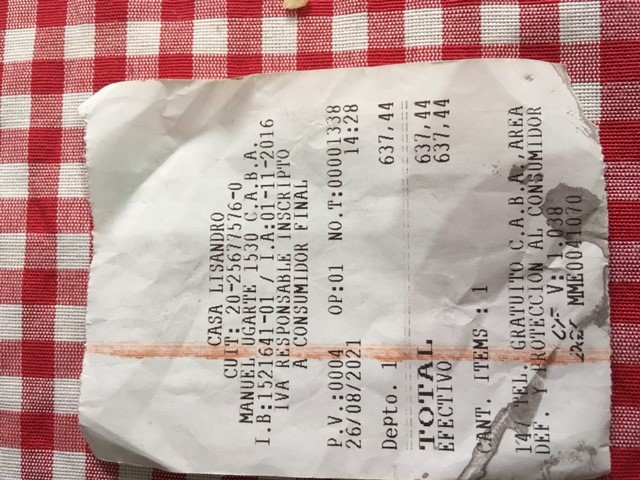 CASA LISANDRO
CUIT: 20-25677576-0
MANUEL UGARTE 1530 C.A.B.A.
I.B:1521641-01 / I.A:01-11-2016
IVA RESPONSABLE INSCRIPTO
A CONSUMIDOR FINAL
P.V.:0004 NO.T:00001338
26/08/2021 OP:01 14:28
DePto. 1 637,44
TOTAL 637,44
EFECTIVO 637,44
CANT. ITEMS : 1
147 TEL. GRATUITO C.A.B.A.,AREA
DEF. Y PROTECCION AL CONSUMIDOR
V: 1.038
MME0041070